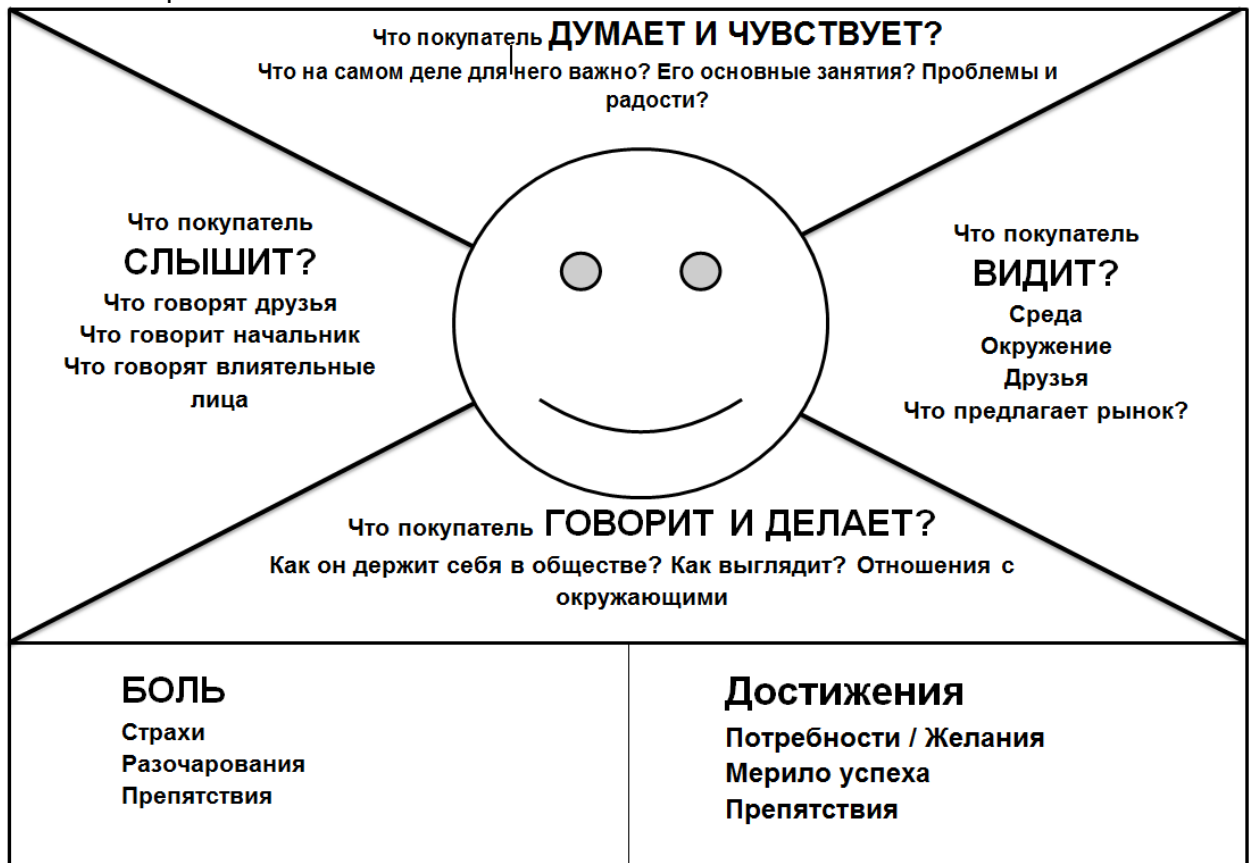 Что покупатель ДУМАЕТ И ЧУВСТВУЕТ?
Что на самом деле для него важно? Его основные занятия? Проблемы и
радости?
Что покупатель
СЛЫШИТ?
Что говорят друзья
Что говорит начальник
Что говорят влиятельные
лица
Что покупатель
ВИДИТ?
Среда
Окружение
Друзья
Что предлагает рынок?
Что покупатель ГОВОРИТ И ДЕЛАЕТ?
Как он держит себя в обществе? Как выглядит? Отношения с
окружающими
БОЛЬ
Страхи
Разочарования
Препятствия
Достижения
Потребности / Желания
Мерило успеха
Препятствия